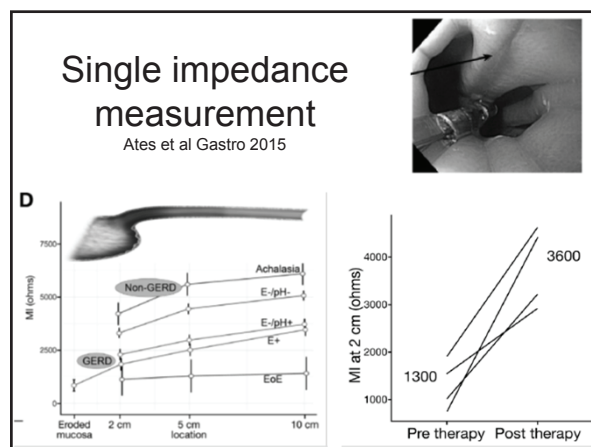 Single impedance
measurement
Ates et al Gastro 2015
D
MI (ohms)
7500
5000
2500
0
Non-GERD
GERD
Achalasia
E-/pH-
E-/pH+
E+
EoE
Eroded
mucosa
2 cm
5 cm
location
10 cm
MI at 2 cm (ohms)
4000
3000
2000
1000
1300
3600
Pre therapy
Post therapy